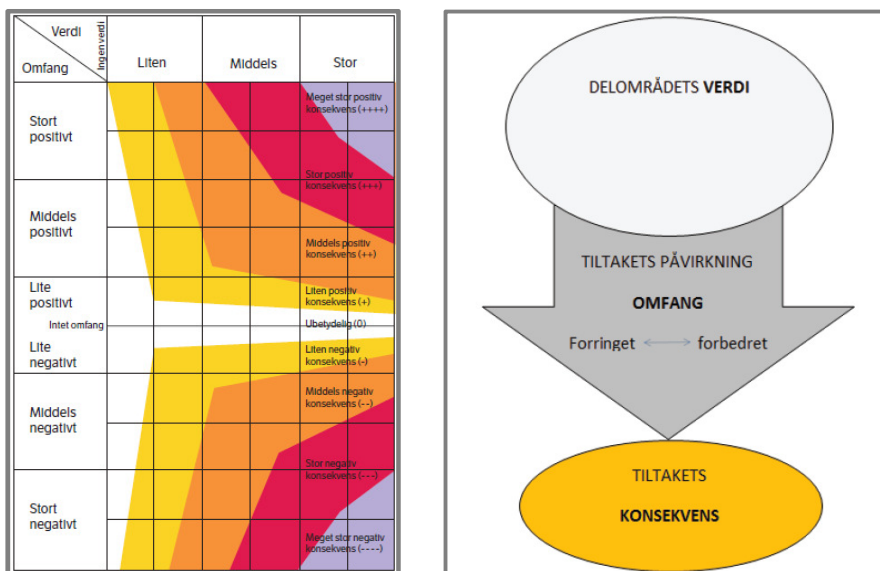 Verdi
Ingen verdi
Omfang
Liten
Middels
Stor
Stort
positivt
Meget stor positiv
konsekvens (++++)
Stor positiv
konsekvens (+++)
Middels
positivt
Middels positiv
konsekvens (++)
Lite
positivt
Liten positiv
konsekvens (+)
Intet omfang
Ubetydelig (0)
Lite
negativt
Liten negativ
konsekvens (-)
Middels
negativt
Middels negativ
konsekvens (--)
Stor negativ
konsekvens (---)
Stort
negativt
Meget stor negativ
konsekvens (----)
DELOMRÅDETS VERDI
TILTAKETS PÅVIRKNING
OMFANG
Forringet forbedret
TILTAKETS
KONSEKVENS